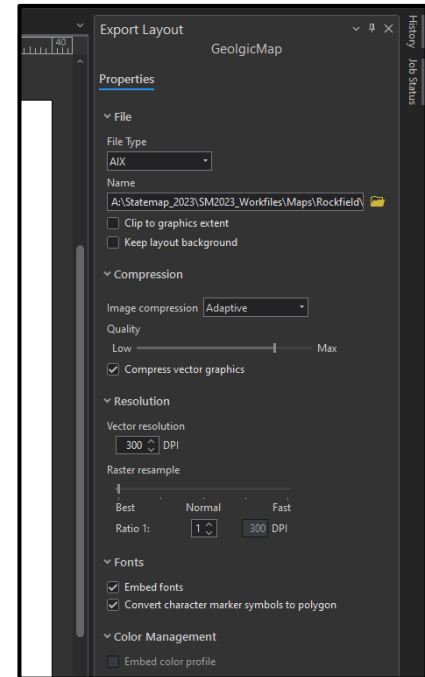 40
Export Layout
GeolgicMap
Properties
File
File Type
AIX
Name
A:\Statemap_2023\SM2023_Workfiles\Maps\Rockfield\
Clip to graphics extent
Keep layout background
Compression
Image compression Adaptive
Quality
Low Max
Compress vector graphics
Resolution
Vector resolution
300 DPI
Raster resample
Best Normal Fast
Ratio 1: 1 300 DPI
Fonts
Embed fonts
Convert character marker symbols to polygon
Color Management
Embed color profile
History
Job Status